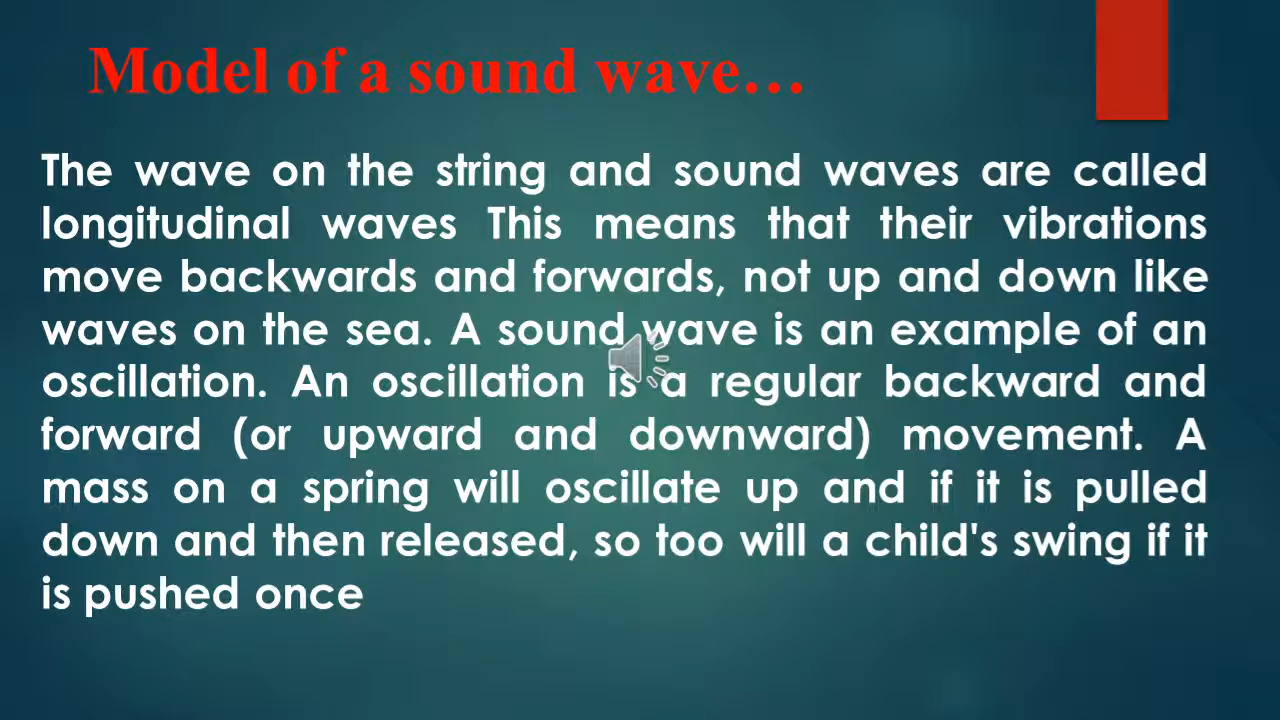 Model of a sound wave...
The wave on the string and sound waves are called
longitudinal waves This means that their vibrations
move backwards and forwards, not up and down like
waves on the sea. A sound wave is an example of an
oscillation. An oscillation is a regular backward and
forward (or upward and downward) movement. A
mass on a spring will oscillate up and if it is pulled
down and then released, so too will a child's swing if it
is pushed once